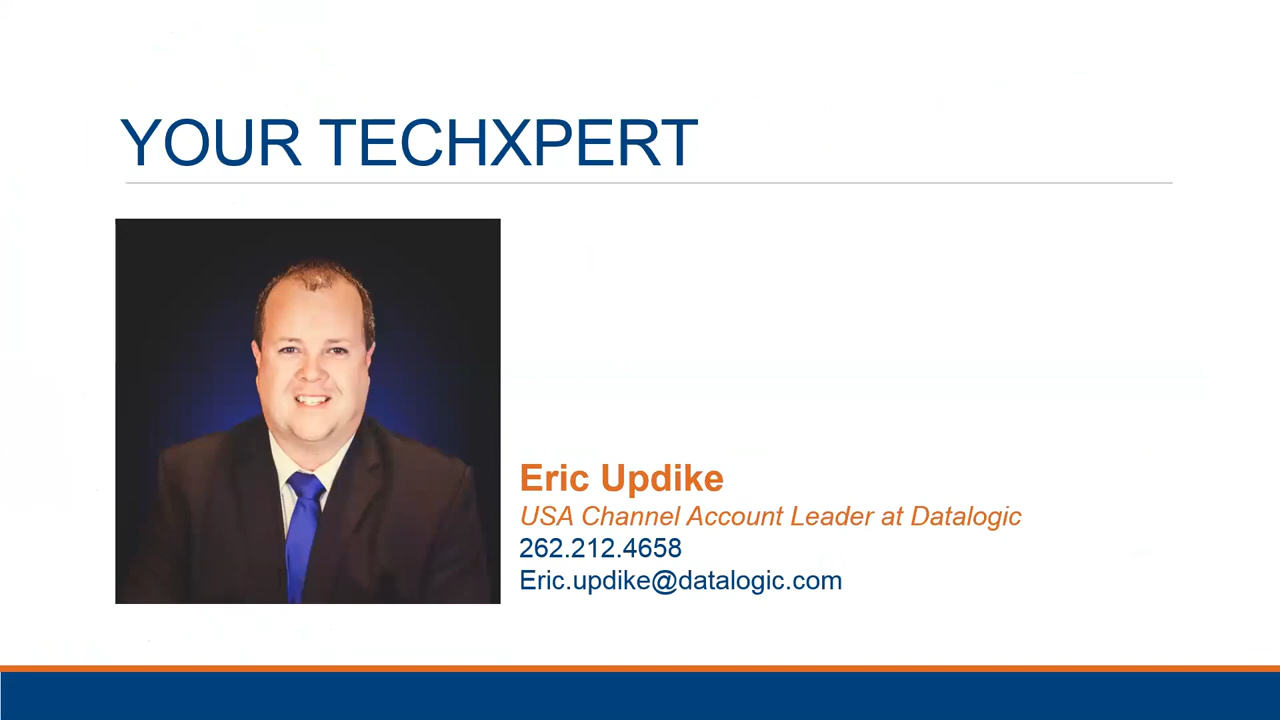 YOUR TECHXPERT
Eric Updike
USA Channel Account Leader at Datalogic
262.212.4658
Eric.updike@datalogic.com